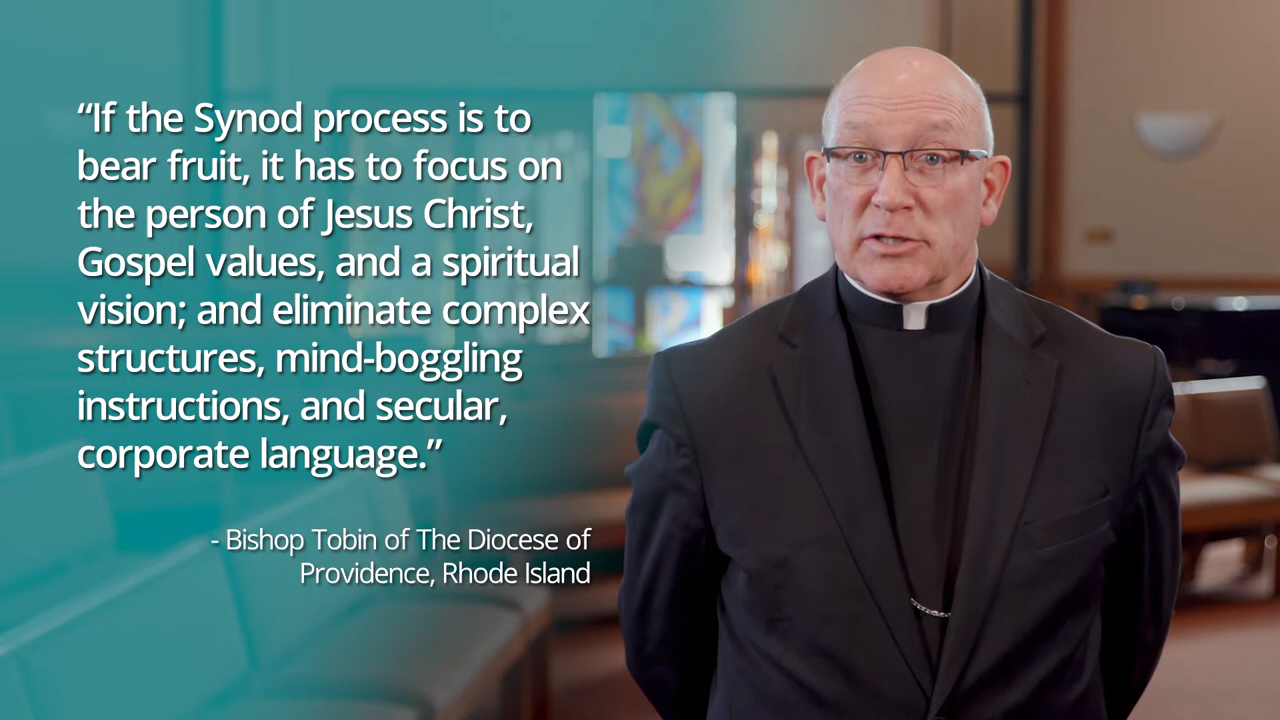 “If the Synod process is to
bear fruit, it has to focus on
the person of Jesus Christ,
Gospel values, and a spiritual
vision; and eliminate complex
structures, mind-boggling
instructions, and secular,
corporate language.”
- Bishop Tobin of The Diocese of
Providence, Rhode Island